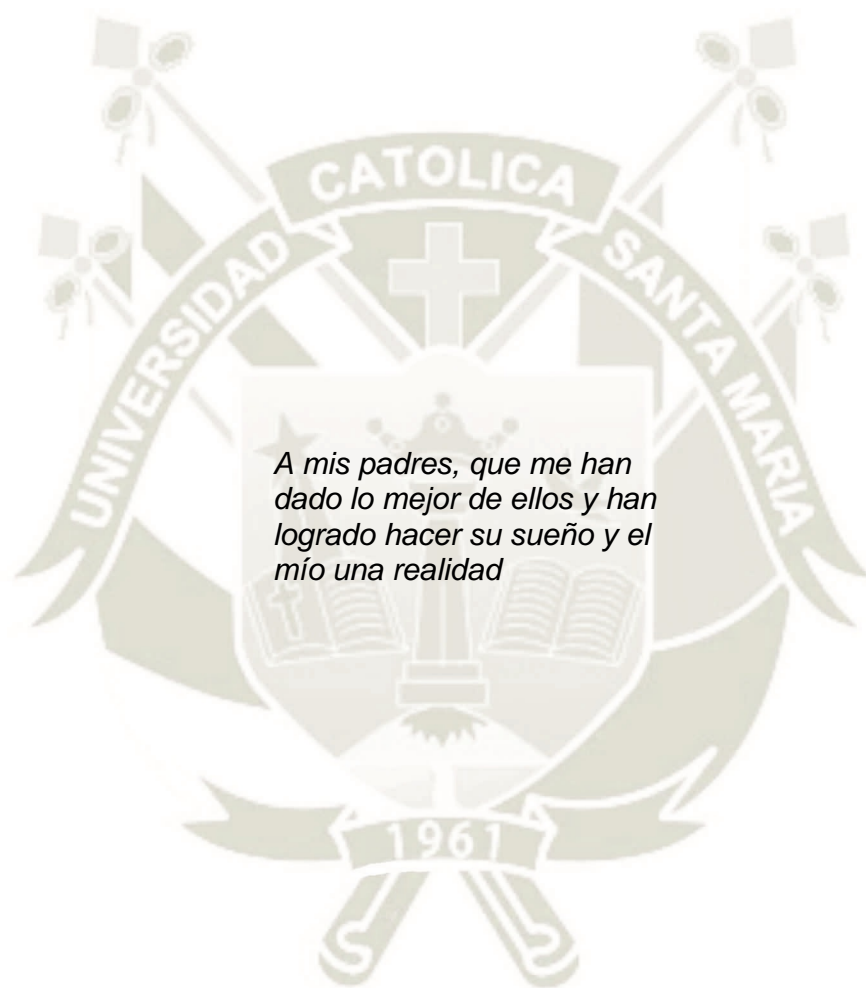 CATOLICA
UNIVERSIDAD
SANTA MARIA
A mis padres, que me han
dado lo mejor de ellos y han
logrado hacer su sueño y el
mío una realidad
1961